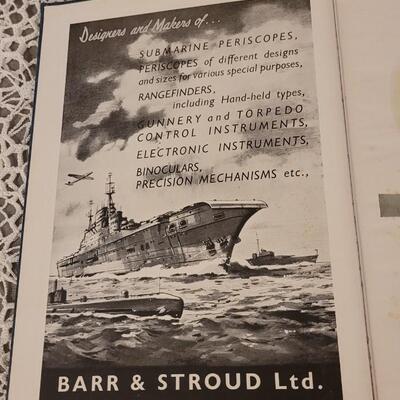 Designers and Makers of...
SUBMARINE PERISCOPES,
PERISCOPES of different designs
and sizes for various special purposes,
RANGEFINDERS,
including Hand-held types,
GUNNERY and TORPEDO
CONTROL INSTRUMENTS,
ELECTRONIC INSTRUMENTS,
BINOCULARS,
PRECISION MECHANISMS etc.,
BARR & STROUD Ltd.